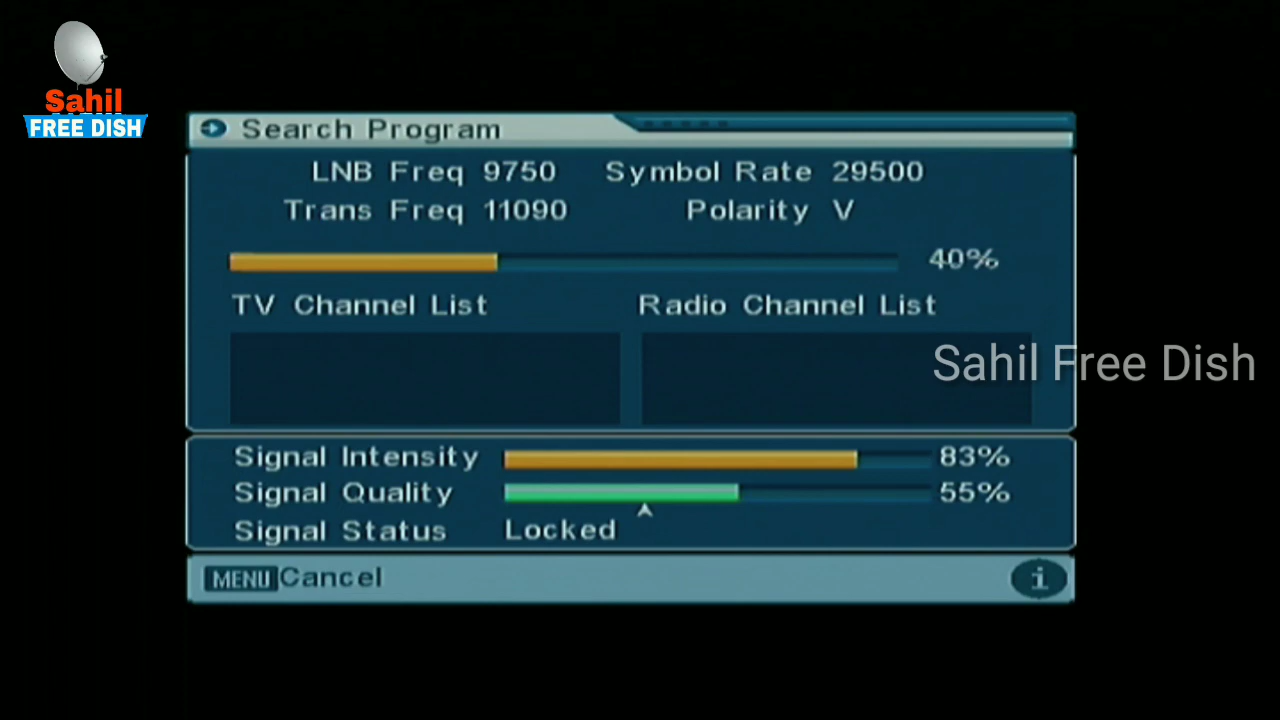 Sahil
FREE DISH
Search Program
LNB Freq 9750 Symbol Rate 29500
Trans Freq 11090 Polarity V
40%
TV Channel List Radio Channel List
Sahil Free Dish
Signal Intensity 83%
Signal Quality 55%
Signal Status Locked
MENU Cancel
i